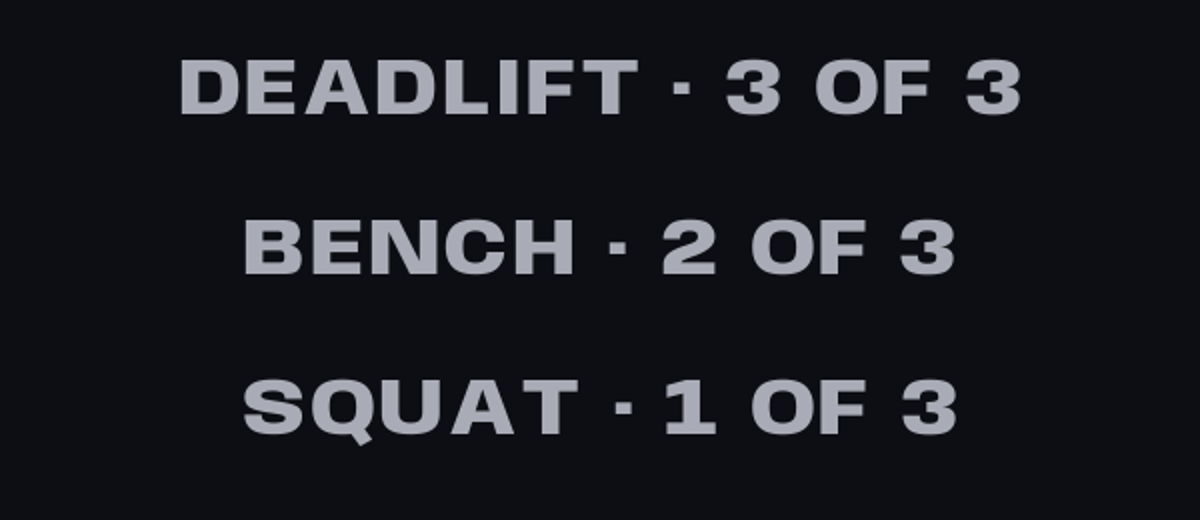 DEADLIFT · 3 OF 3
BENCH · 2 OF 3
SQUAT · 1 OF 3